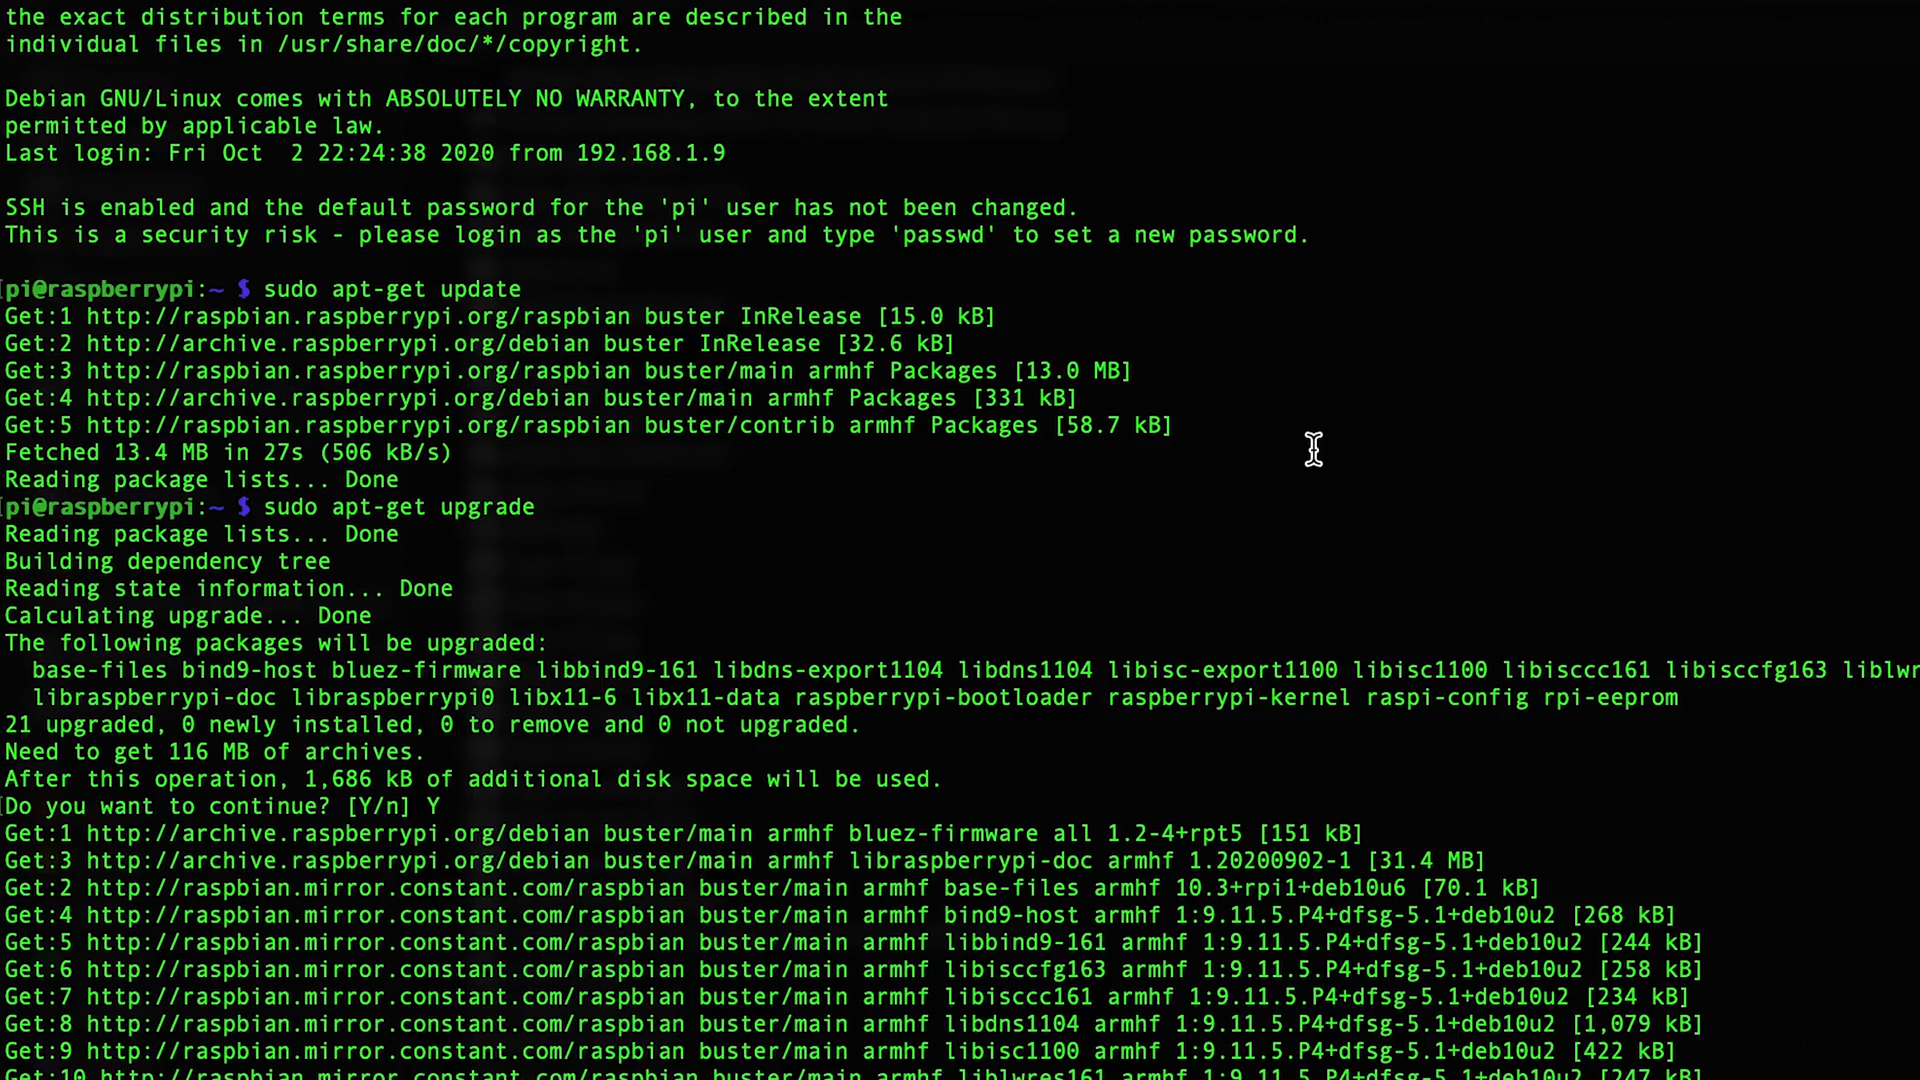 the exact distribution terms for each program are described in the
individual files in /usr/share/doc/*/copyright.
Debian GNU/Linux comes with ABSOLUTELY NO WARRANTY, to the extent
permitted by applicable law.
Last login: Fri Oct  2 22:24:38 2020 from 192.168.1.9
SSH is enabled and the default password for the 'pi' user has not been changed.
This is a security risk - please login as the 'pi' user and type 'passwd' to set a new password.
[pi@raspberrypi:~ $ sudo apt-get update
Get:1 http://raspbian.raspberrypi.org/raspbian buster InRelease [15.0 kB]
Get:2 http://archive.raspberrypi.org/debian buster InRelease [32.6 kB]
Get:3 http://raspbian.raspberrypi.org/raspbian buster/main armhf Packages [13.0 MB]
Get:4 http://archive.raspberrypi.org/debian buster/main armhf Packages [331 kB]
Get:5 http://raspbian.raspberrypi.org/raspbian buster/contrib armhf Packages [58.7 kB]
Fetched 13.4 MB in 27s (506 kB/s)
Reading package lists... Done
[pi@raspberrypi:~ $ sudo apt-get upgrade
Reading package lists... Done
Building dependency tree
Reading state information... Done
Calculating upgrade... Done
The following packages will be upgraded:
  base-files bind9-host bluez-firmware libbind9-161 libdns-export1104 libdns1104 libisc-export1100 libisc1100 libisccc161 libisccfg163 liblwr
  libraspberrypi-doc libraspberrypi0 libx11-6 libx11-data raspberrypi-bootloader raspberrypi-kernel raspi-config rpi-eeprom
21 upgraded, 0 newly installed, 0 to remove and 0 not upgraded.
Need to get 116 MB of archives.
After this operation, 1,686 kB of additional disk space will be used.
[Do you want to continue? [Y/n] Y
Get:1 http://archive.raspberrypi.org/debian buster/main armhf bluez-firmware all 1.2-4+rpt5 [151 kB]
Get:3 http://archive.raspberrypi.org/debian buster/main armhf libraspberrypi-doc armhf 1.20200902-1 [31.4 MB]
Get:2 http://raspbian.mirror.constant.com/raspbian buster/main armhf base-files armhf 10.3+rpi1+deb10u6 [70.1 kB]
Get:4 http://raspbian.mirror.constant.com/raspbian buster/main armhf bind9-host armhf 1:9.11.5.P4+dfsg-5.1+deb10u2 [268 kB]
Get:5 http://raspbian.mirror.constant.com/raspbian buster/main armhf libbind9-161 armhf 1:9.11.5.P4+dfsg-5.1+deb10u2 [244 kB]
Get:6 http://raspbian.mirror.constant.com/raspbian buster/main armhf libisccfg163 armhf 1:9.11.5.P4+dfsg-5.1+deb10u2 [258 kB]
Get:7 http://raspbian.mirror.constant.com/raspbian buster/main armhf libisccc161 armhf 1:9.11.5.P4+dfsg-5.1+deb10u2 [234 kB]
Get:8 http://raspbian.mirror.constant.com/raspbian buster/main armhf libdns1104 armhf 1:9.11.5.P4+dfsg-5.1+deb10u2 [1,079 kB]
Get:9 http://raspbian.mirror.constant.com/raspbian buster/main armhf libisc1100 armhf 1:9.11.5.P4+dfsg-5.1+deb10u2 [422 kB]
Get:10 http://raspbian.mirror.constant.com/raspbian buster/main armhf liblwres161 armhf 1:9.11.5.P4+dfsg-5.1+deb10u2 [247 kB]